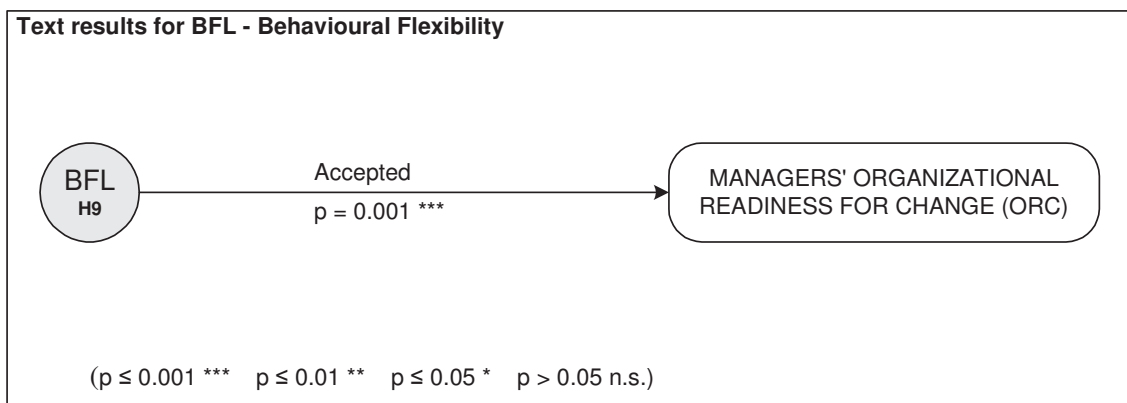 Text results for BFL - Behavioural Flexibility
BFL
H9
Accepted
p = 0.001 ***
MANAGERS' ORGANIZATIONAL
READINESS FOR CHANGE (ORC)
(p ≤ 0.001 *** p ≤ 0.01 ** p ≤ 0.05 * p > 0.05 n.s.)